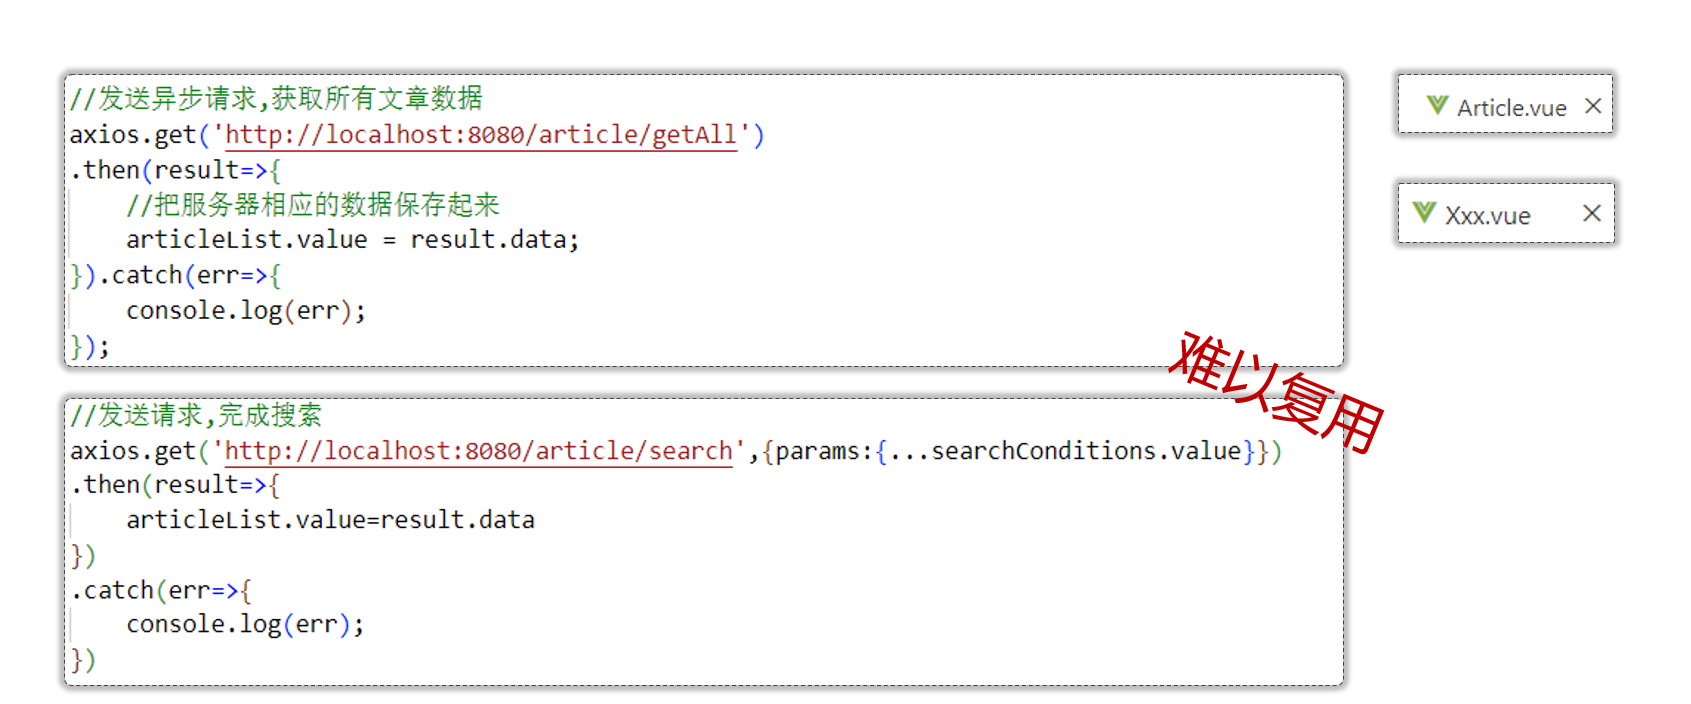 //发送异步请求,获取所有文章数据
axios.get('http://localhost:8080/article/getAll')
.then(result=>{
    //把服务器相应的数据保存起来
    articleList.value = result.data;
}).catch(err=>{
    console.log(err);
});
Article.vue
Xxx.vue
难以复用
//发送请求,完成搜索
axios.get('http://localhost:8080/article/search',{params:{...searchConditions.value}})
.then(result=>{
    articleList.value=result.data
})
.catch(err=>{
    console.log(err);
})